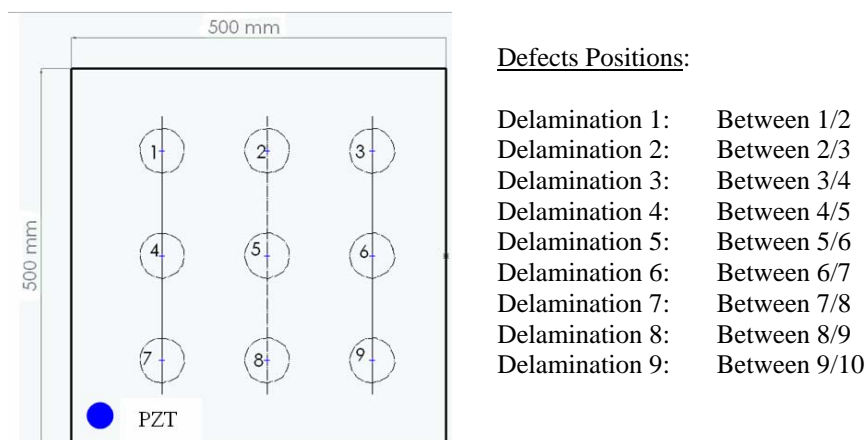 500 mm
500 mm
1
2
3
4
5
6
7
8
9
PZT
Defects Positions:
Delamination 1: Between 1/2
Delamination 2: Between 2/3
Delamination 3: Between 3/4
Delamination 4: Between 4/5
Delamination 5: Between 5/6
Delamination 6: Between 6/7
Delamination 7: Between 7/8
Delamination 8: Between 8/9
Delamination 9: Between 9/10